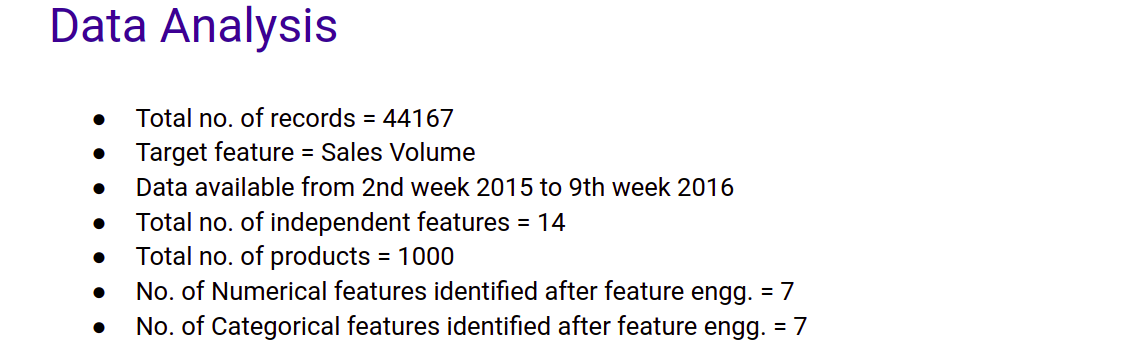 Data Analysis
● Total no. of records = 44167
● Target feature = Sales Volume
● Data available from 2nd week 2015 to 9th week 2016
● Total no. of independent features = 14
● Total no. of products = 1000
● No. of Numerical features identified after feature engg. = 7
● No. of Categorical features identified after feature engg. = 7